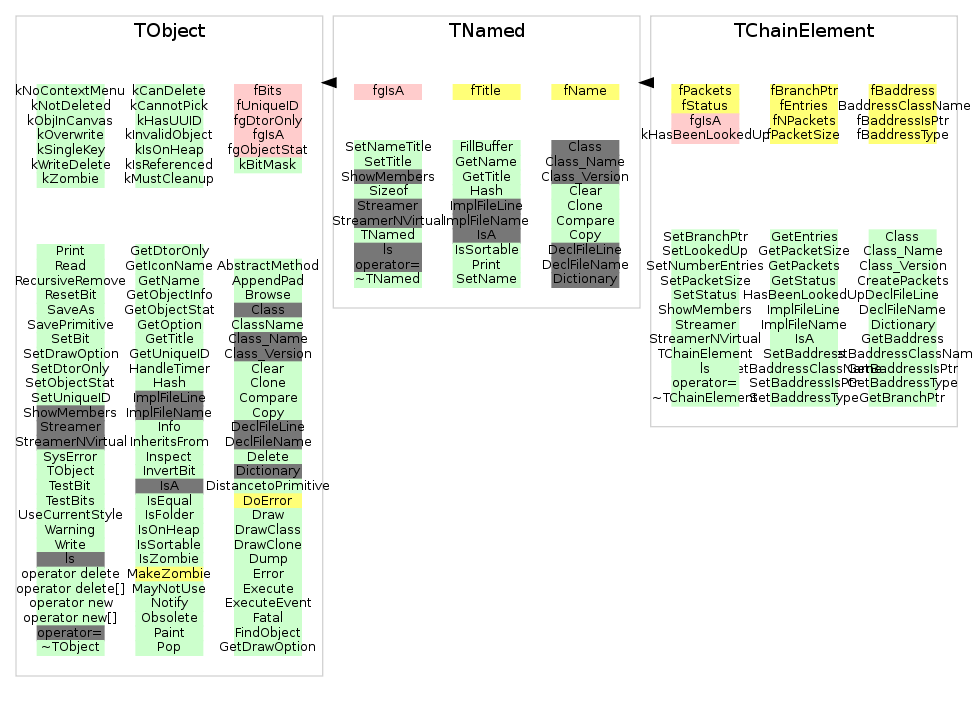 TObject
kNoContextMenu
kNotDeleted
kObjInCanvas
kOverwrite
kSingleKey
kWriteDelete
kZombie
kCanDelete
kCannotPick
kHasUUID
kInvalidObject
kIsOnHeap
kIsReferenced
kMustCleanup
fBits
fUniqueID
fgDtorOnly
fgIsA
fgObjectStat
kBitMask
Print
Read
RecursiveRemove
ResetBit
SaveAs
SavePrimitive
SetBit
SetDrawOption
SetDtorOnly
SetObjectStat
SetUniqueID
ShowMembers
Streamer
StreamerNVirtual
SysError
TObject
TestBit
TestBits
UseCurrentStyle
Warning
Write
ls
operator delete
operator delete[]
operator new
operator new[]
operator=
~TObject
GetDtorOnly
GetIconName
GetName
GetObjectInfo
GetObjectStat
GetOption
GetTitle
GetUniqueID
HandleTimer
Hash
ImplFileLine
ImplFileName
Info
InheritsFrom
Inspect
InvertBit
IsA
IsEqual
IsFolder
IsOnHeap
IsSortable
IsZombie
MakeZombie
MayNotUse
Notify
Obsolete
Paint
Pop
AbstractMethod
AppendPad
Browse
Class
ClassName
Class_Name
Class_Version
Clear
Clone
Compare
Copy
DeclFileLine
DeclFileName
Delete
Dictionary
DistancetoPrimitive
DoError
Draw
DrawClass
DrawClone
Dump
Error
Execute
ExecuteEvent
Fatal
FindObject
GetDrawOption
TNamed
fgIsA
fTitle
fName
SetNameTitle
SetTitle
ShowMembers
Sizeof
Streamer
StreamerNVirtual
TNamed
ls
operator=
~TNamed
FillBuffer
GetName
GetTitle
Hash
ImplFileLine
ImplFileName
IsA
IsSortable
Print
SetName
Class
Class_Name
Class_Version
Clear
Clone
Compare
Copy
DeclFileLine
DeclFileName
Dictionary
TChainElement
fPackets
fStatus
fgIsA
kHasBeenLookedUp
fBranchPtr
fEntries
fNPackets
fPacketSize
fBaddress
BaddressClassName
fBaddressIsPtr
fBaddressType
SetBranchPtr
SetLookedUp
SetNumberEntries
SetPacketSize
SetStatus
ShowMembers
Streamer
StreamerNVirtual
TChainElement
ls
operator=
~TChainElement
GetEntries
GetPacketSize
GetPackets
GetStatus
HasBeenLookedUp
ImplFileLine
ImplFileName
IsA
SetBaddress
etBaddressClassName
SetBaddressIsPtr
SetBaddressType
Class
Class_Name
Class_Version
CreatePackets
DeclFileLine
DeclFileName
Dictionary
GetBaddress
etBaddressClassNam
GetBaddressIsPtr
GetBaddressType
GetBranchPtr